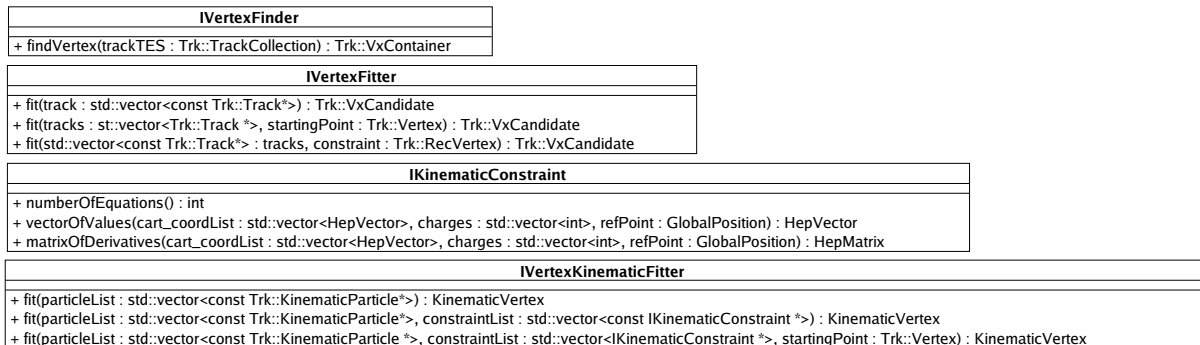 IVertexFinder
+ findVertex(trackTES : Trk::TrackCollection) : Trk::VxContainer
IVertexFitter
+ fit(track : std::vector<const Trk::Track*>) : Trk::VxCandidate
+ fit(tracks : st::vector<Trk::Track *>, startingPoint : Trk::Vertex) : Trk::VxCandidate
+ fit(std::vector<const Trk::Track*> : tracks, constraint : Trk::RecVertex) : Trk::VxCandidate
IKinematicConstraint
+ numberOfEquations() : int
+ vectorOfValues(cart_coordList : std::vector<HepVector>, charges : std::vector<int>, refPoint : GlobalPosition) : HepVector
+ matrixOfDerivatives(cart_coordList : std::vector<HepVector>, charges : std::vector<int>, refPoint : GlobalPosition) : HepMatrix
IVertexKinematicFitter
+ fit(particleList : std::vector<const Trk::KinematicParticle*>) : KinematicVertex
+ fit(particleList : std::vector<const Trk::KinematicParticle*>, constraintList : std::vector<const IKinematicConstraint *>) : KinematicVertex
+ fit(particleList : std::vector<const Trk::KinematicParticle *>, constraintList : std::vector<IKinematicConstraint *>, startingPoint : Trk::Vertex) : KinematicVertex